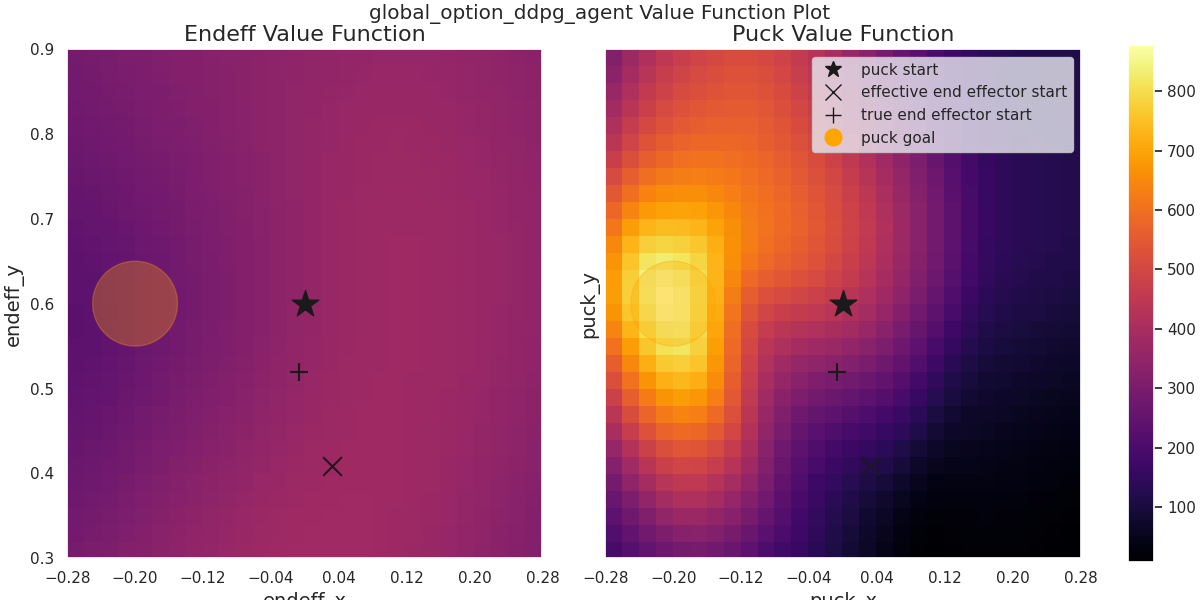 global_option_ddpg_agent Value Function Plot
Endeff Value Function
Puck Value Function
0.9
0.8
0.7
0.6
0.5
0.4
0.3
endeff_y
−0.28 −0.20 −0.12 −0.04 0.04 0.12 0.20 0.28
endeff_x
puck_y
puck start
effective end effector start
true end effector start
puck goal
−0.28 −0.20 −0.12 −0.04 0.04 0.12 0.20 0.28
puck_x
800
700
600
500
400
300
200
100